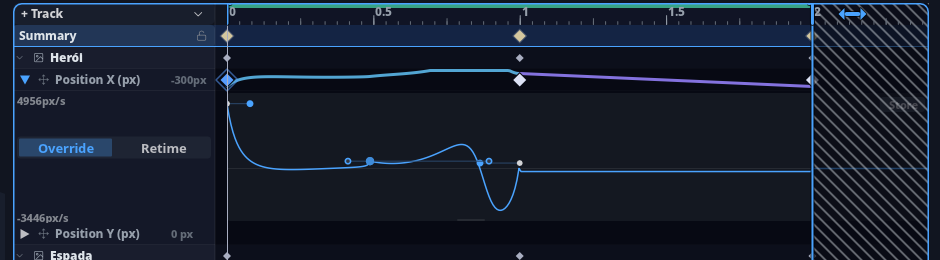 + Track
0
0.5
1
1.5
2
Summary
Heról
Position X (px) -300px
4956px/s
Store
Override Retime
-3446px/s
Position Y (px) 0 px
Espada